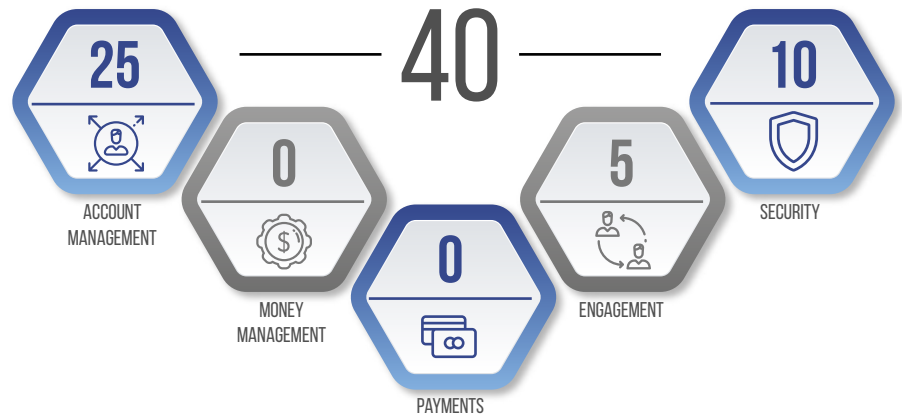 40
25
ACCOUNT
MANAGEMENT
0
$
MONEY
MANAGEMENT
0
PAYMENTS
5
ENGAGEMENT
10
SECURITY